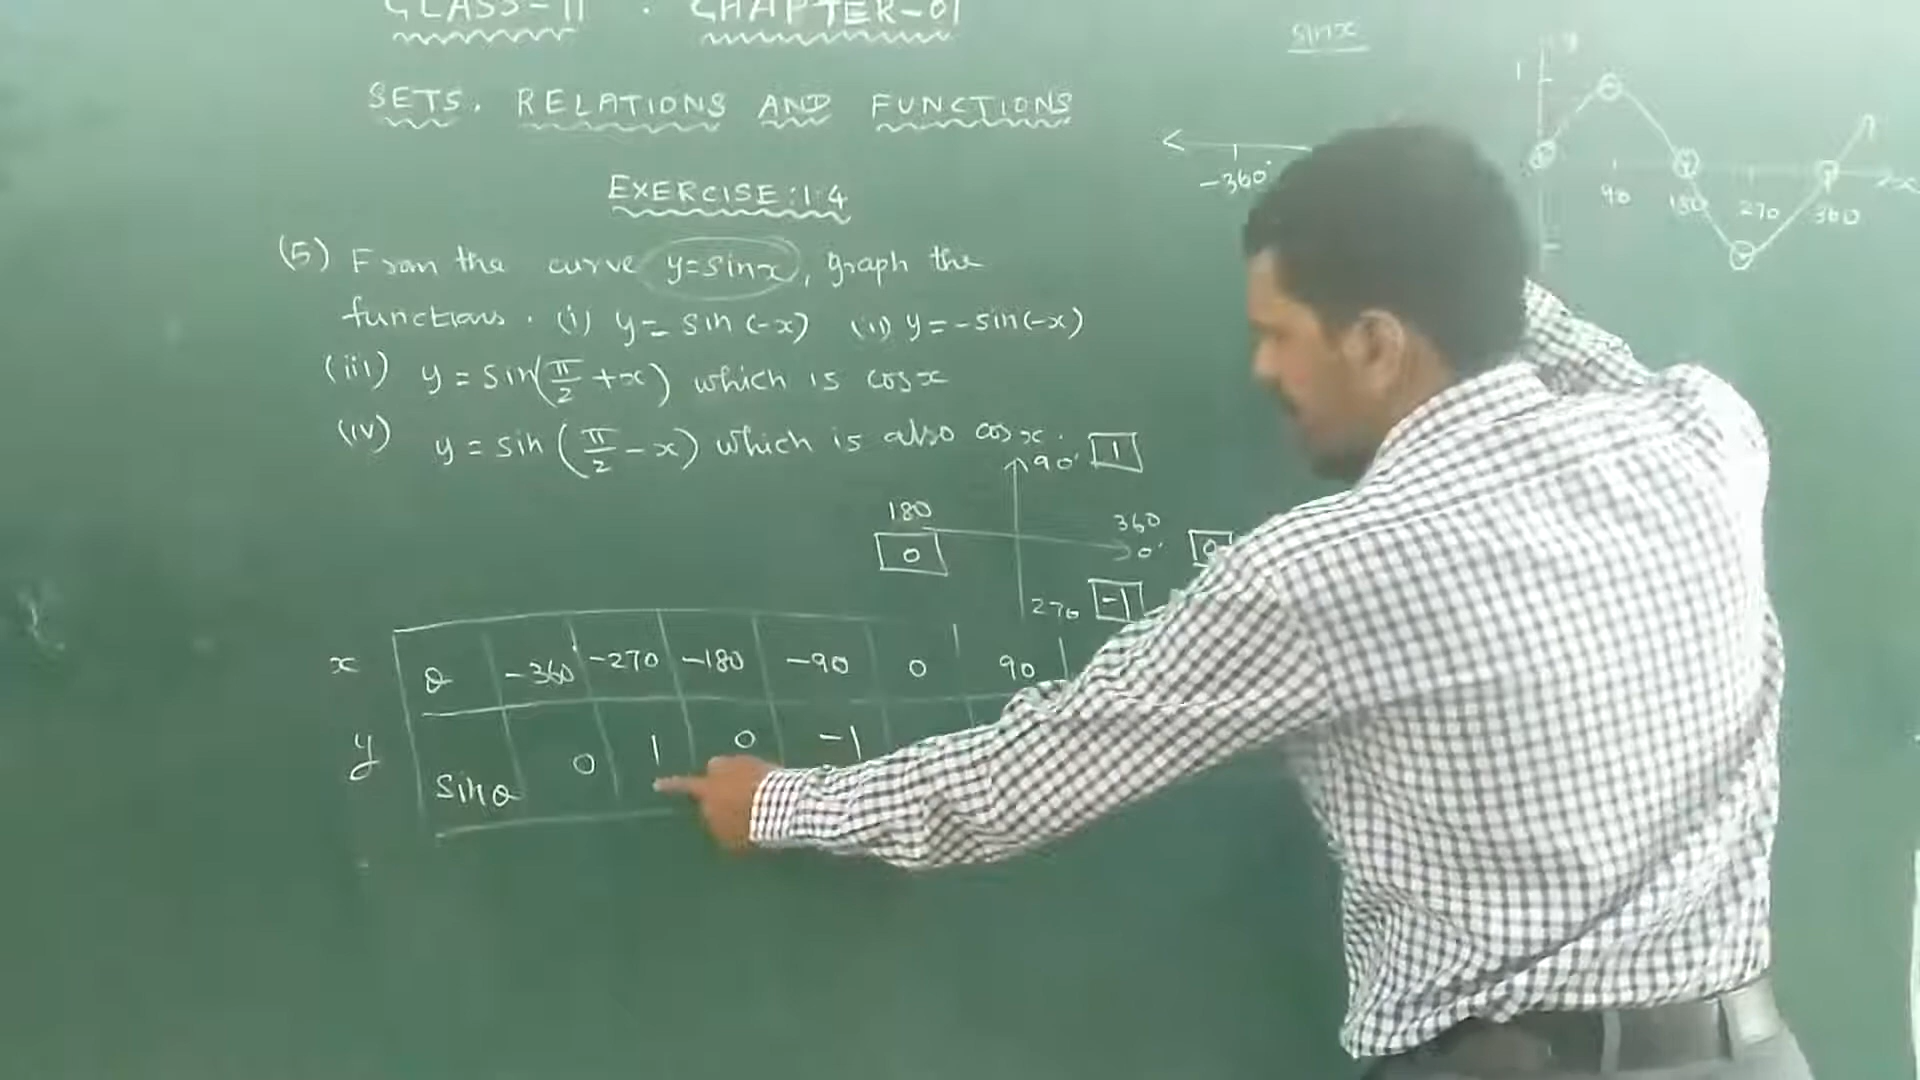 CLASS-11 . CHAPTER-01
SETS, RELATIONS AND FUNCTIONS
EXERCISE:1.4
(5) From the curve y=sinx, graph the
functions. (i) y= sin (-x) (ii) y=-sin(-x)
(iii) y = sin(π/2 +x) which is cosx
(iv) y = sin (π/2 - x) which is also cosx.
90° 1
180 360
0 0° 0
270 -1
x θ -360 -270 -180 -90 0 90
y sinθ 0 1 0 -1
sinx
y
1
-360°
90 180 270 360
x